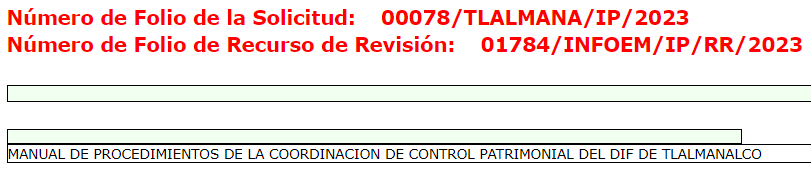 Número de Folio de la Solicitud: 00078/TLALMANA/IP/2023
Número de Folio de Recurso de Revisión: 01784/INFOEM/IP/RR/2023
MANUAL DE PROCEDIMIENTOS DE LA COORDINACION DE CONTROL PATRIMONIAL DEL DIF DE TLALMANALCO